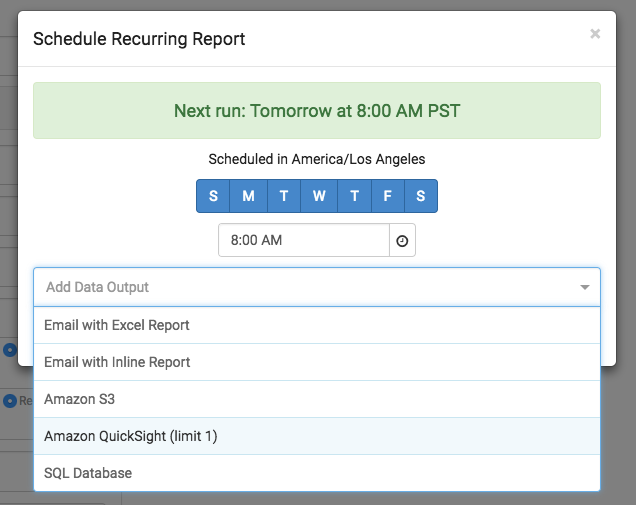 Schedule Recurring Report ×
Next run: Tomorrow at 8:00 AM PST
Scheduled in America/Los Angeles
S M T W T F S
8:00 AM
Add Data Output
Email with Excel Report
Email with Inline Report
Amazon S3
Amazon QuickSight (limit 1)
SQL Database
Re